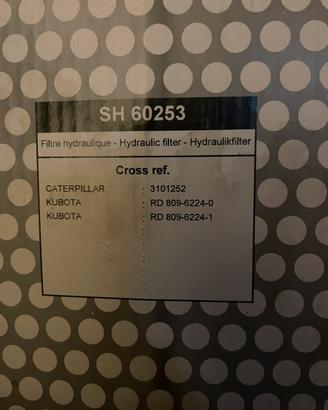 SH 60253
Filtre hydraulique - Hydraulic filter - Hydraulikfilter
Cross ref.
CATERPILLAR : 3101252
KUBOTA : RD 809-6224-0
KUBOTA : RD 809-6224-1
:
:
:
:
: